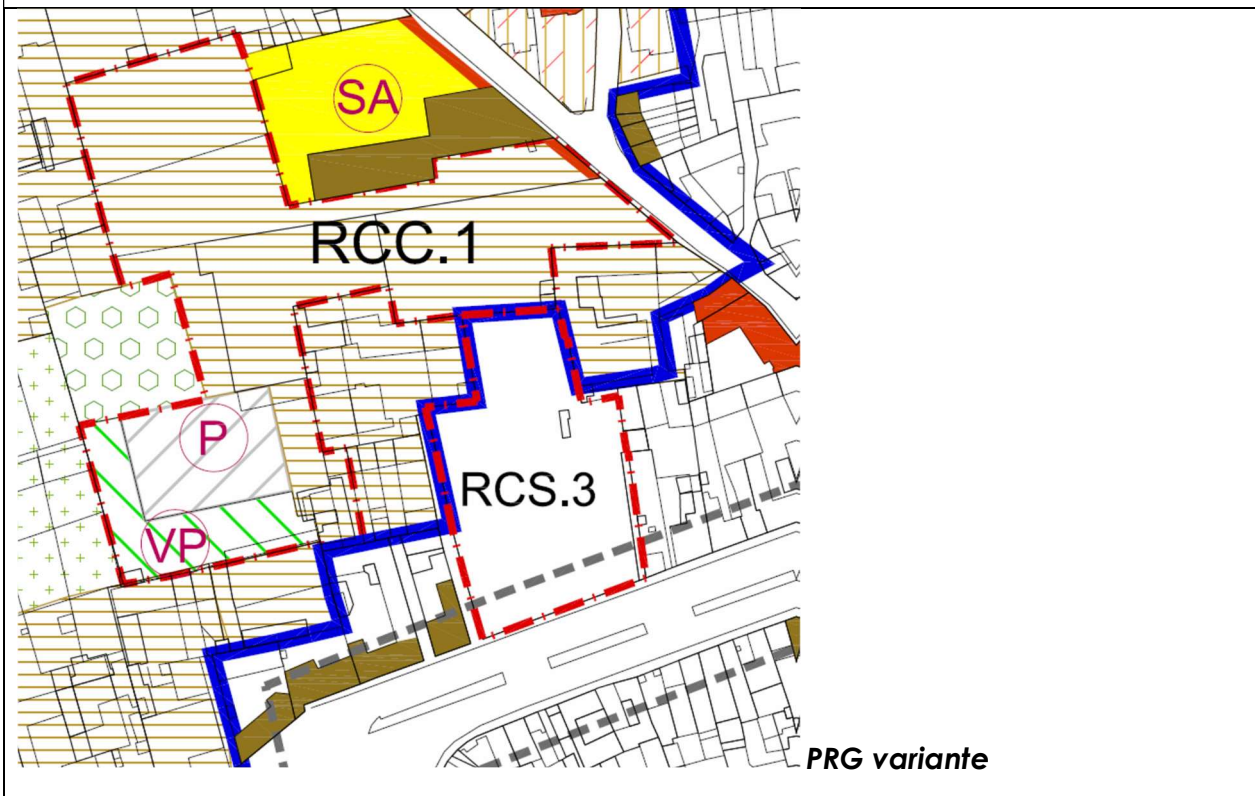 SA
RCC.1
P
RCS.3
VP
PRG variante